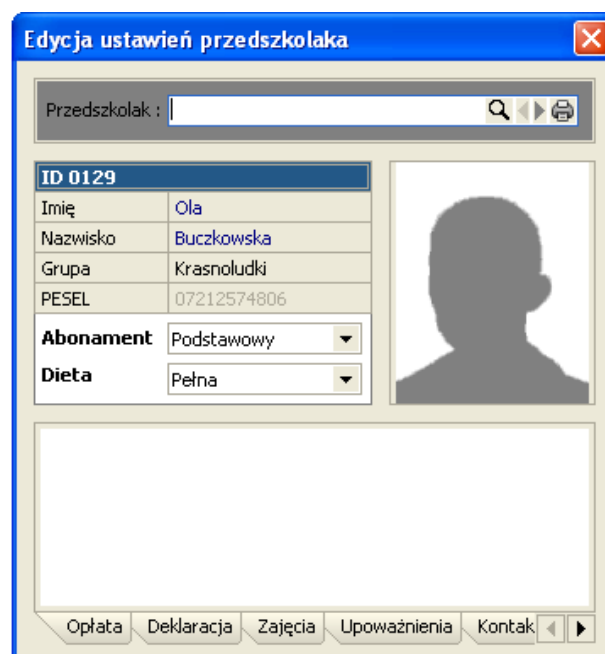 Edycja ustawień przedszkolaka
Przedszkolak :
ID 0129
Imię Ola
Nazwisko Buczkowska
Grupa Krasnoludki
PESEL 07212574806
Abonament Podstawowy
Dieta Pełna
Opłata Deklaracja Zajęcia Upoważnienia Kontak